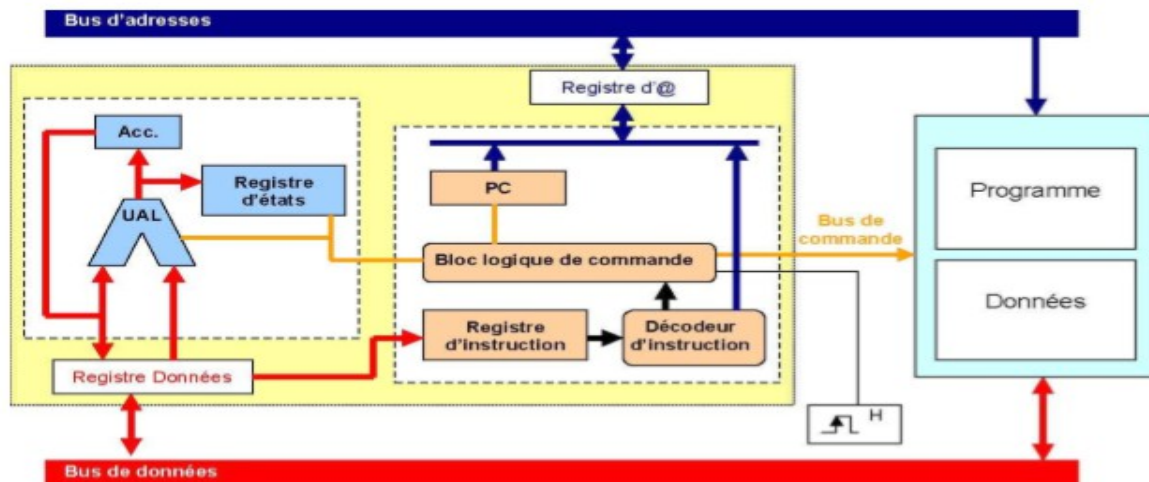 Bus d'adresses
Registre d'@
Acc.
Registre
d'états
UAL
PC
Bus de
commande
Programme
Bloc logique de commande
Données
Registre
d'instruction
Décodeur
d'instruction
Registre Données
H
Bus de données